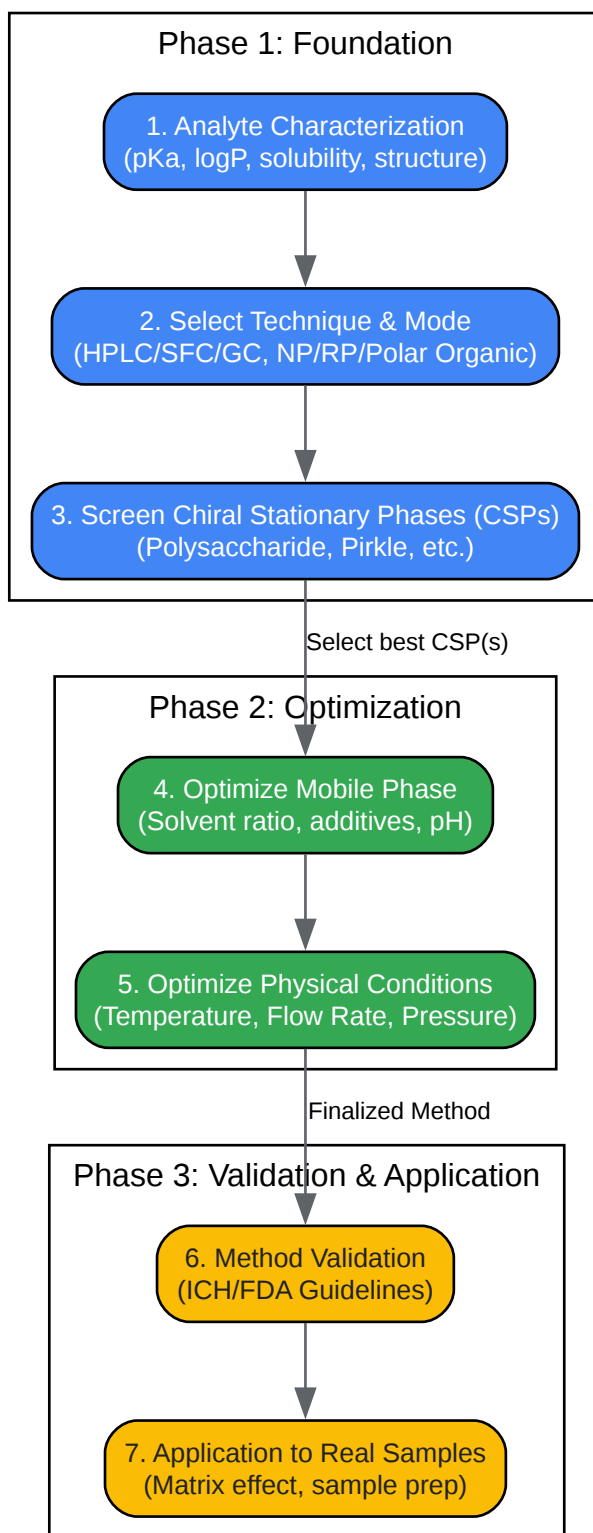 Phase 1: Foundation
1. Analyte Characterization
(pKa, logP, solubility, structure)
2. Select Technique & Mode
(HPLC/SFC/GC, NP/RP/Polar Organic)
3. Screen Chiral Stationary Phases (CSPs)
(Polysaccharide, Pirkle, etc.)
Select best CSP(s)
Phase 2: Optimization
4. Optimize Mobile Phase
(Solvent ratio, additives, pH)
5. Optimize Physical Conditions
(Temperature, Flow Rate, Pressure)
Finalized Method
Phase 3: Validation & Application
6. Method Validation
(ICH/FDA Guidelines)
7. Application to Real Samples
(Matrix effect, sample prep)